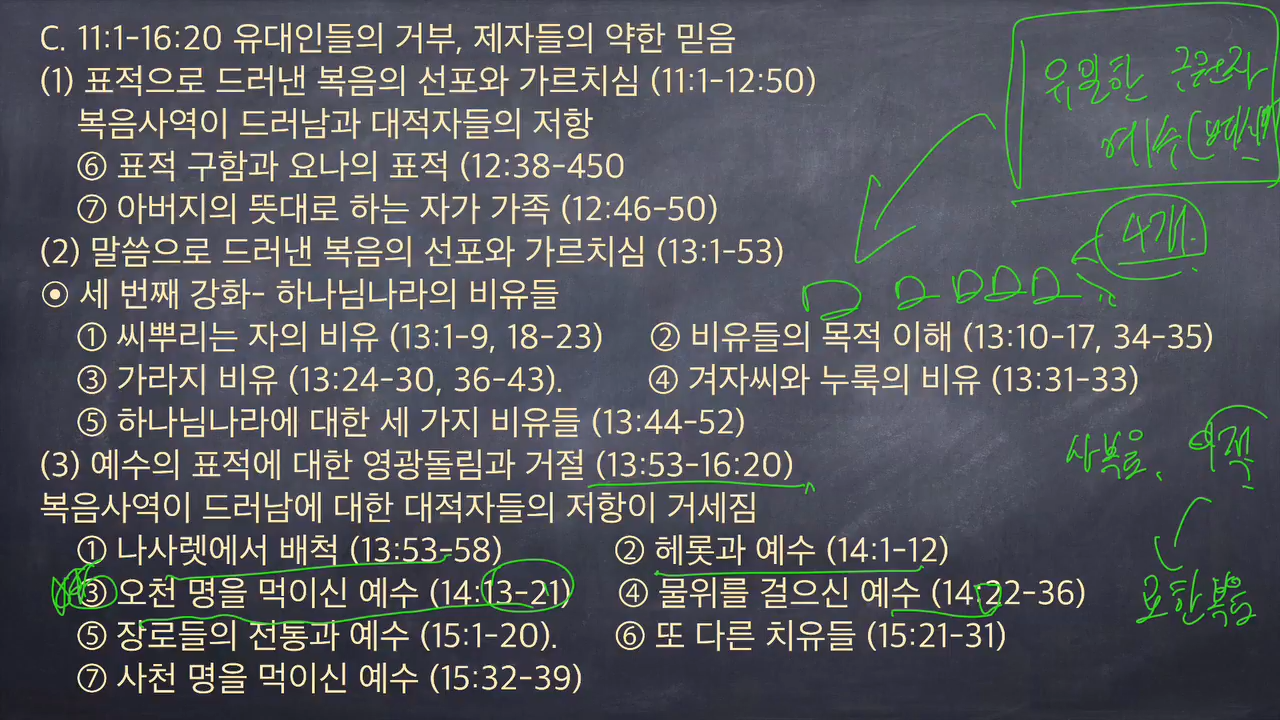 C. 11:1-16:20 유대인들의 거부, 제자들의 약한 믿음
(1) 표적으로 드러낸 복음의 선포와 가르치심 (11:1-12:50)
복음사역이 드러남과 대적자들의 저항
⑥ 표적 구함과 요나의 표적 (12:38-450
⑦ 아버지의 뜻대로 하는 자가 가족 (12:46-50)
(2) 말씀으로 드러낸 복음의 선포와 가르치심 (13:1-53)
⊙ 세 번째 강화- 하나님나라의 비유들
① 씨뿌리는 자의 비유 (13:1-9, 18-23) ② 비유들의 목적 이해 (13:10-17, 34-35)
③ 가라지 비유 (13:24-30, 36-43). ④ 겨자씨와 누룩의 비유 (13:31-33)
⑤ 하나님나라에 대한 세 가지 비유들 (13:44-52)
(3) 예수의 표적에 대한 영광돌림과 거절 (13:53-16:20)
복음사역이 드러남에 대한 대적자들의 저항이 거세짐
① 나사렛에서 배척 (13:53-58) ② 헤롯과 예수 (14:1-12)
③ 오천 명을 먹이신 예수 (14:13-21) ④ 물위를 걸으신 예수 (14:22-36)
⑤ 장로들의 전통과 예수 (15:1-20). ⑥ 또 다른 치유들 (15:21-31)
⑦ 사천 명을 먹이신 예수 (15:32-39)
유일한
예수
4개
사복음, 이적
요한복음